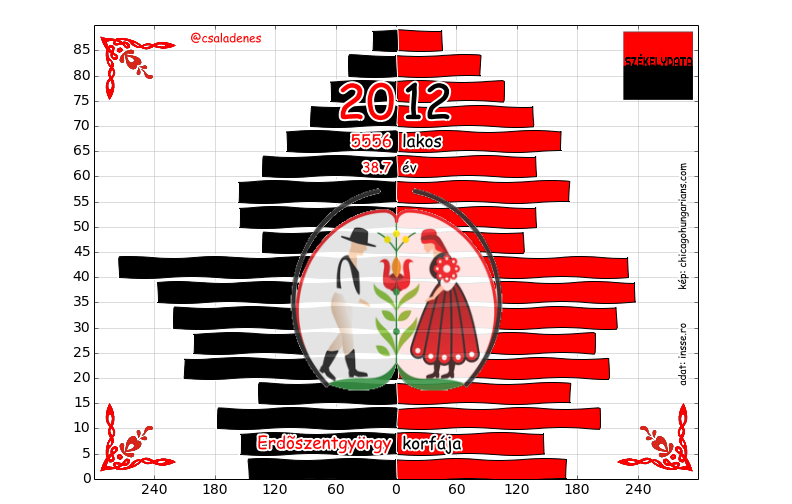 @csaladenes
SZÉKELYDATA
2012
5556 lakos
38.7 év
kép: chicagohungarians.com
adat: insse.ro
Erdőszentgyörgy korfája
85
80
75
70
65
60
55
50
45
40
35
30
25
20
15
10
5
0
240 180 120 60 0 60 120 180 240